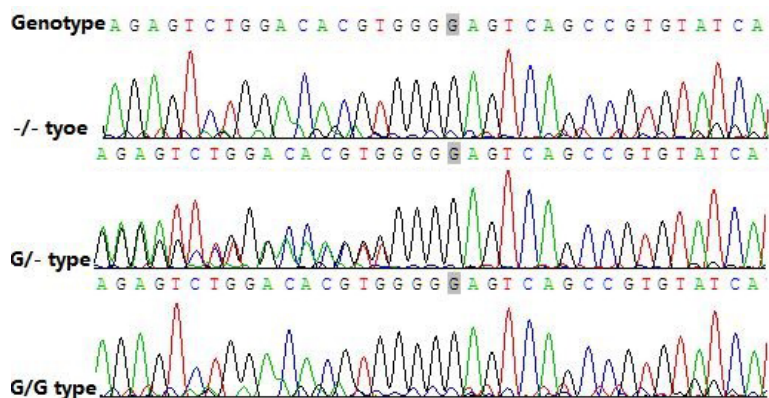 Genotype A G A G T C T G G A C A C G T G G G G A G T C A G C C G T G T A T C A
-/- tyoe
A G A G T C T G G A C A C G T G G G G G A G T C A G C C G T G T A T C A
G/- type
A G A G T C T G G A C A C G T G G G G G A G T C A G C C G T G T A T C A
G/G type